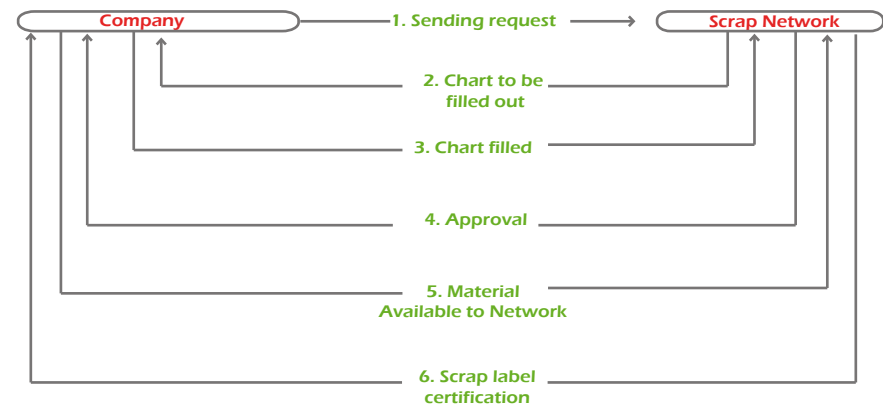 Company
1. Sending request
Scrap Network
2. Chart to be
filled out
3. Chart filled
4. Approval
5. Material
Available to Network
6. Scrap label
certification